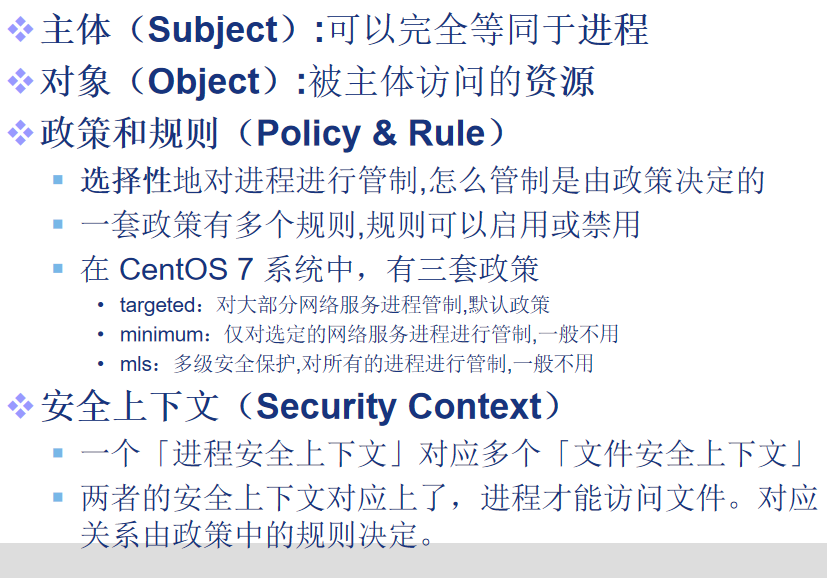 主体（Subject）:可以完全等同于进程
对象（Object）:被主体访问的资源
政策和规则（Policy & Rule）
选择性地对进程进行管制,怎么管制是由政策决定的
一套政策有多个规则,规则可以启用或禁用
在 CentOS 7 系统中，有三套政策
targeted：对大部分网络服务进程管制,默认政策
minimum：仅对选定的网络服务进程进行管制,一般不用
mls：多级安全保护,对所有的进程进行管制,一般不用
安全上下文（Security Context）
一个「进程安全上下文」对应多个「文件安全上下文」
两者的安全上下文对应上了，进程才能访问文件。对应
关系由政策中的规则决定。